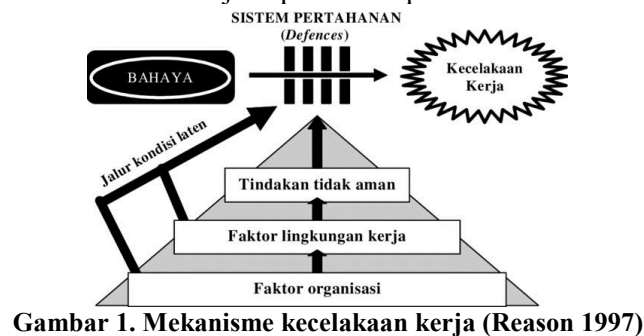 SISTEM PERTAHANAN
(Defences)
BAHAYA
Kecelakaan
Kerja
Jalur kondisi laten
Tindakan tidak aman
Faktor lingkungan kerja
Faktor organisasi
Gambar 1. Mekanisme kecelakaan kerja (Reason 1997)